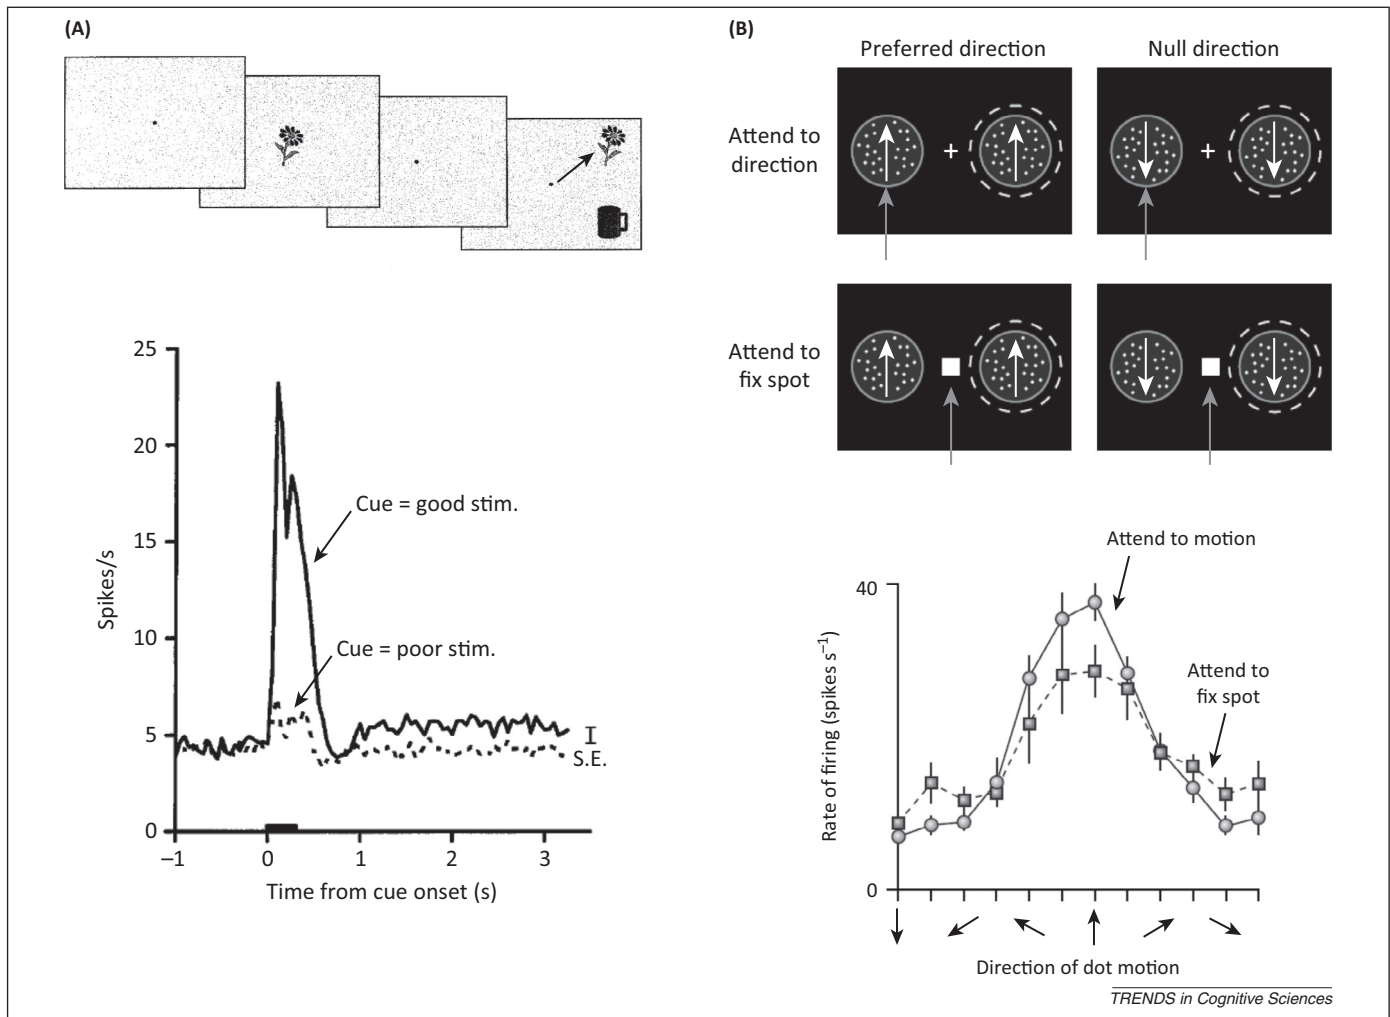 (A)
25
20
15
10
5
0
Spikes/s
Cue = good stim.
Cue = poor stim.
I
S.E.
–1 0 1 2 3
Time from cue onset (s)
(B)
Preferred direction Null direction
Attend to
direction
Attend to
fix spot
Attend to motion
Attend to
fix spot
40
0
Rate of firing (spikes s⁻¹)
Direction of dot motion
TRENDS in Cognitive Sciences